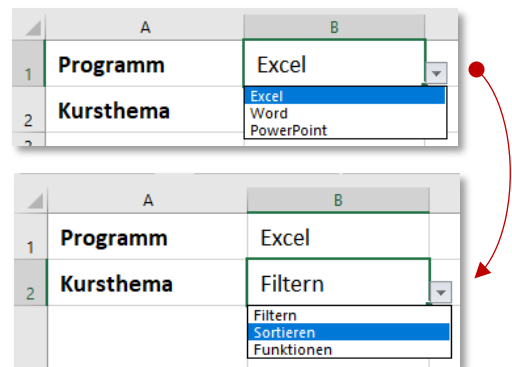 A B
1 Programm Excel
Excel
2 Kursthema Word
PowerPoint
A B
1 Programm Excel
2 Kursthema Filtern
Filtern
Sortieren
Funktionen